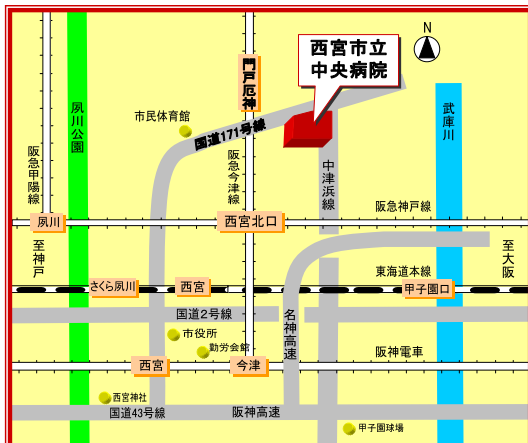 西宮市立
中央病院
N
門戸厄神
夙川公園
市民体育館
国道171号線
武庫川
阪急甲陽線
阪急今津線
中津浜線
阪急神戸線
夙川
西宮北口
至神戸
至大阪
東海道本線
さくら夙川
西宮
甲子園口
国道2号線
名神高速
市役所
勤労会館
阪神電車
西宮
今津
西宮神社
国道43号線
阪神高速
甲子園球場